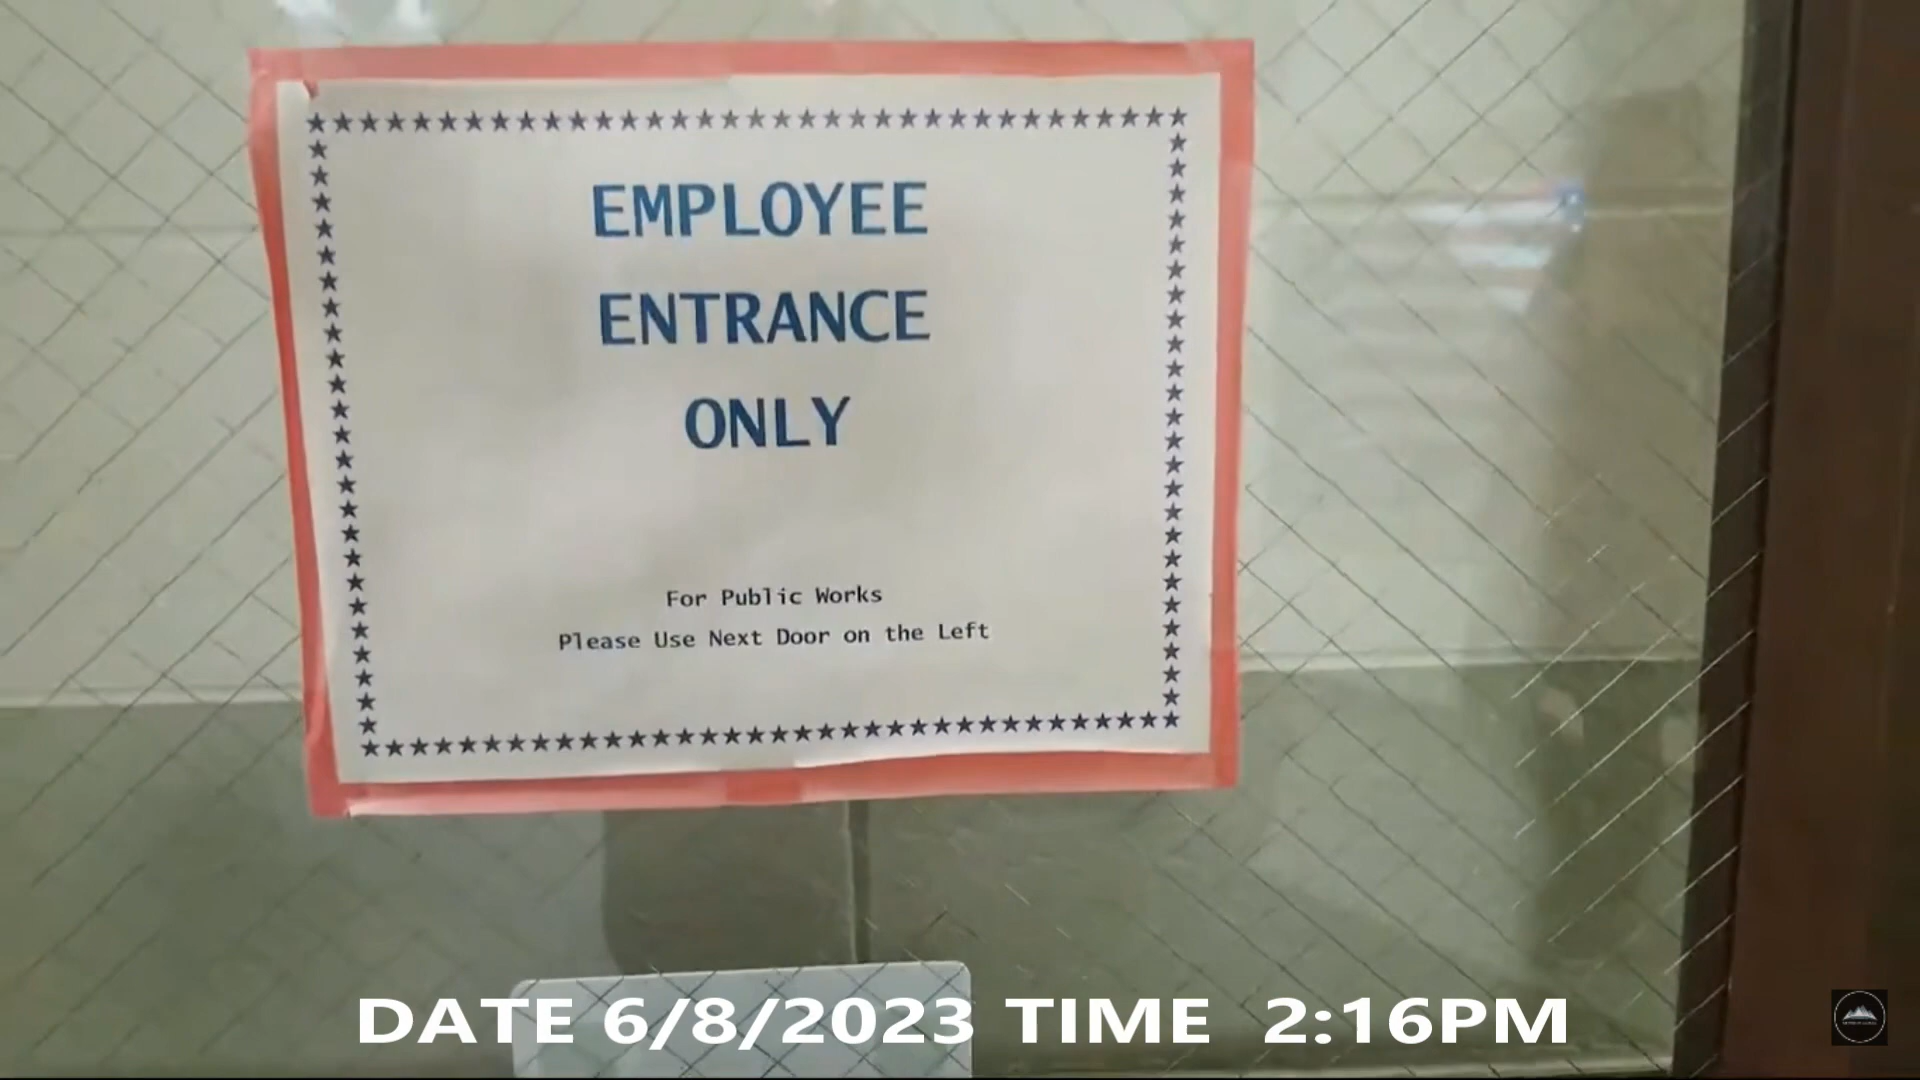 EMPLOYEE
ENTRANCE
ONLY
For Public Works
Please Use Next Door on the Left
DATE 6/8/2023 TIME 2:16PM